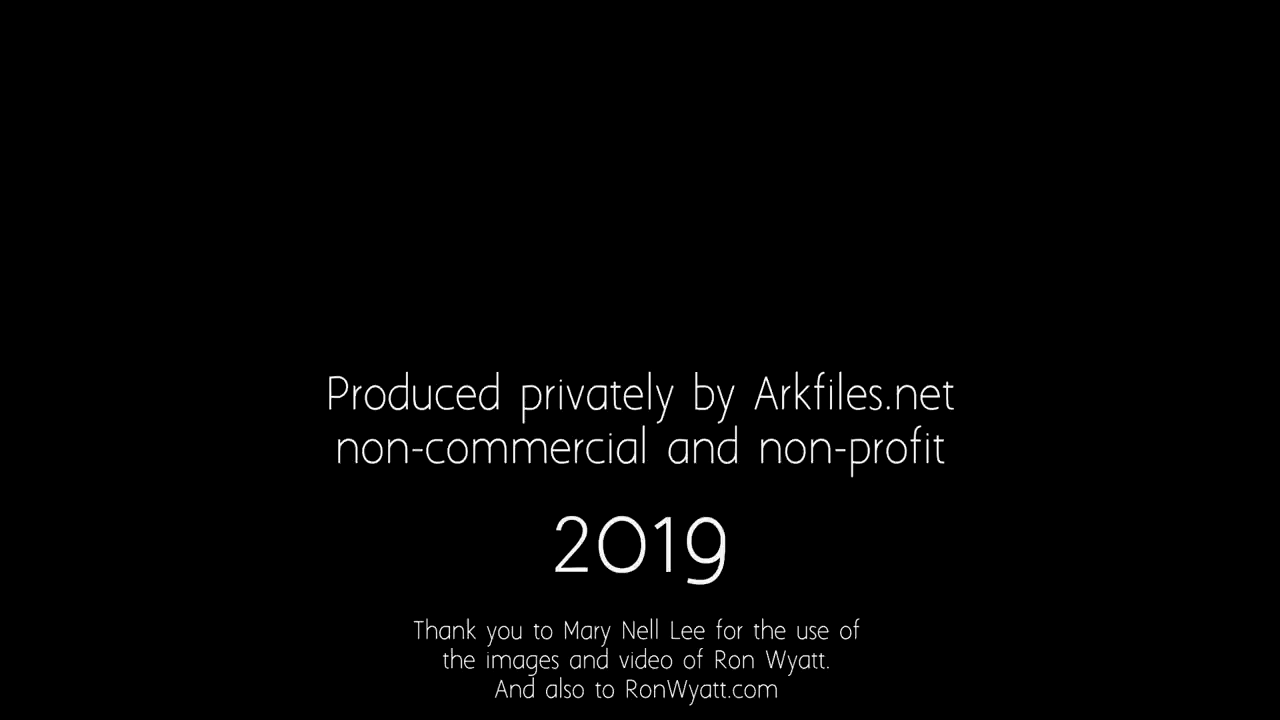 Produced privately by Arkfiles.net
non-commercial and non-profit
2019
Thank you to Mary Nell Lee for the use of
the images and video of Ron Wyatt.
And also to RonWyatt.com